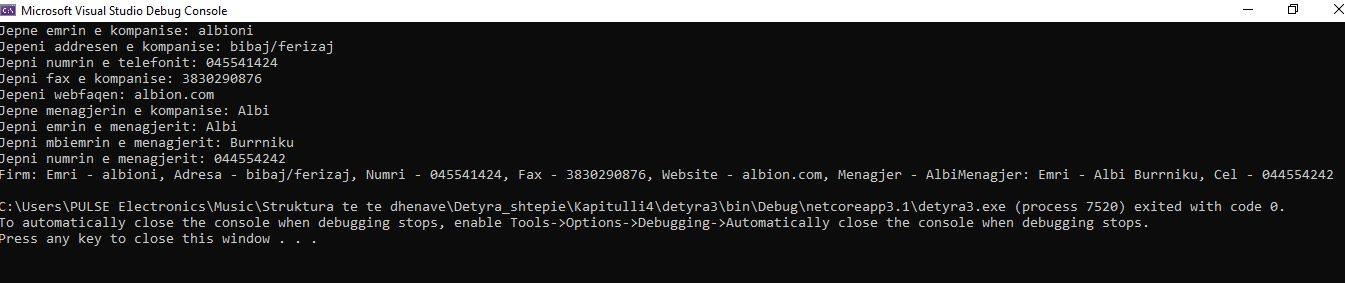 Microsoft Visual Studio Debug Console
Jepne emrin e kompanise: albioni
Jepeni addresen e kompanise: bibaj/ferizaj
Jepni numrin e telefonit: 045541424
Jepni fax e kompanise: 3830290876
Jepeni webfaqen: albion.com
Jepne menagjerin e kompanise: Albi
Jepni emrin e menagjerit: Albi
Jepni mbiemrin e menagjerit: Burrniku
Jepni numrin e menagjerit: 044554242
Firm: Emri - albioni, Adresa - bibaj/ferizaj, Numri - 045541424, Fax - 3830290876, Website - albion.com, Menagjer - AlbiMenagjer: Emri - Albi Burrniku, Cel - 044554242
C:\Users\PULSE Electronics\Music\Struktura te te dhenave\Detyra_shtepie\Kapitulli4\detyra3\bin\Debug\netcoreapp3.1\detyra3.exe (process 7520) exited with code 0.
To automatically close the console when debugging stops, enable Tools->Options->Debugging->Automatically close the console when debugging stops.
Press any key to close this window . . .